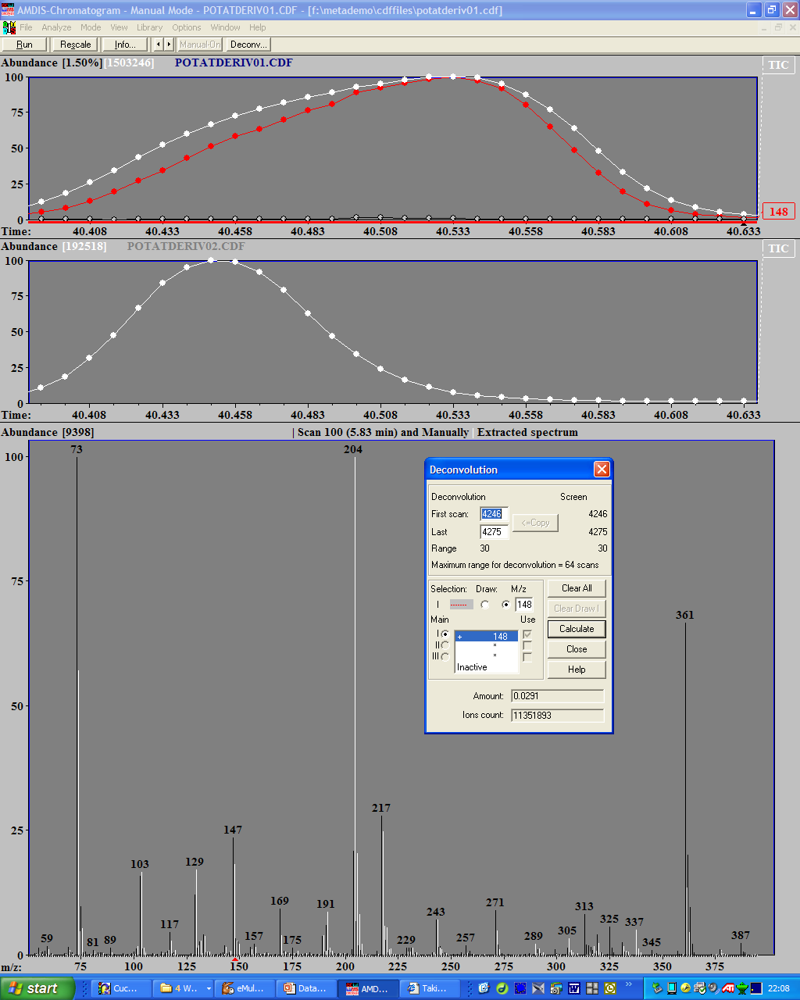 AMDIS-Chromatogram - Manual Mode - POTATDERIV01.CDF - [f:\metademo\cdffiles\potatderiv01.cdf]
File Analyze Mode View Library Options Window Help
Run Rescale Info... Manual-On Deconv...
Abundance [1.50%][1503246] POTATDERIV01.CDF TIC
100
75
50
25
0
148
Time: 40.408 40.433 40.458 40.483 40.508 40.533 40.558 40.583 40.608 40.633
Abundance [192518] POTATDERIV02.CDF TIC
100
75
50
25
0
Time: 40.408 40.433 40.458 40.483 40.508 40.533 40.558 40.583 40.608 40.633
Abundance [9398] | Scan 100 (5.83 min) and Manually | Extracted spectrum
73 204
100
75
361
50
217
25
147
103 129
169 191 243 271 313 325 337
117 157 175 229 257 289 305 345 387
59 81 89
0
m/z: 75 100 125 150 175 200 225 250 275 300 325 350 375
Deconvolution
Deconvolution Screen
First scan: 4246 <=Copy 4246
Last 4275 4275
Range 30 30
Maximum range for deconvolution = 64 scans
Selection: Draw: M/z Clear All
I 148 Clear Draw I
Main Use
I + 148 Calculate
II * Close
III *
Inactive Help
Amount: 0.0291
Ions count: 11351893
start Cuc... 4 W... eMul... Data... AMD... Taki... 22:08